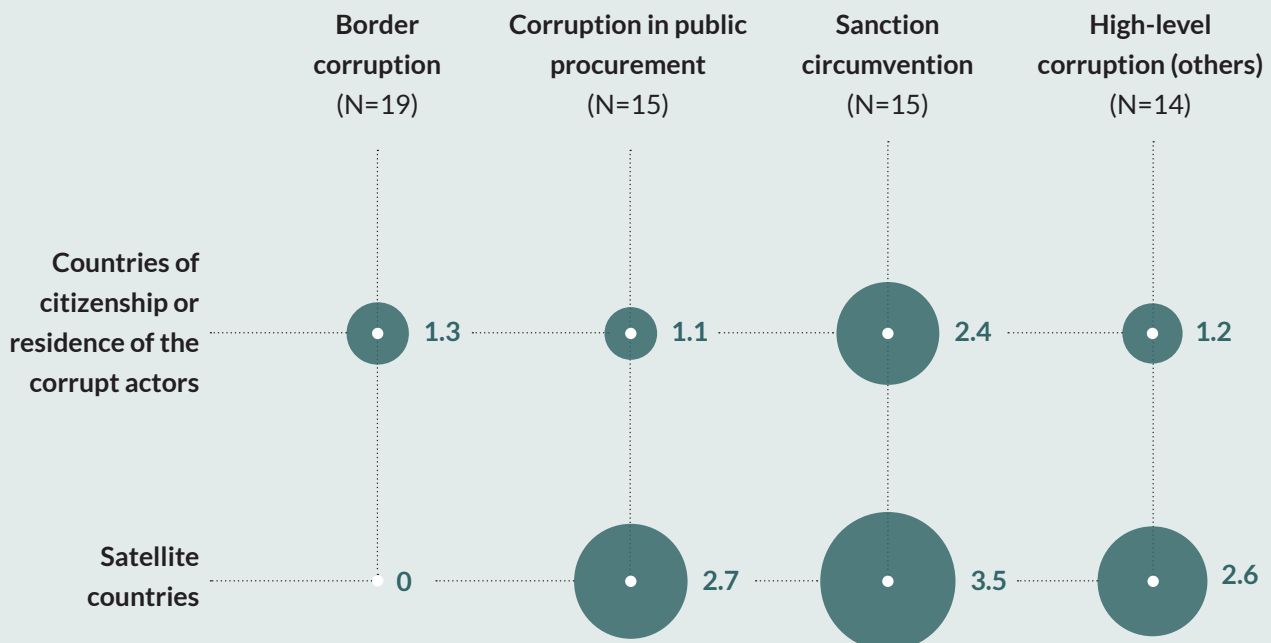 Border
corruption
(N=19)
Corruption in public
procurement
(N=15)
Sanction
circumvention
(N=15)
High-level
corruption (others)
(N=14)
Countries of
citizenship or
residence of the
corrupt actors
1.3
1.1
2.4
1.2
Satellite
countries
0
2.7
3.5
2.6